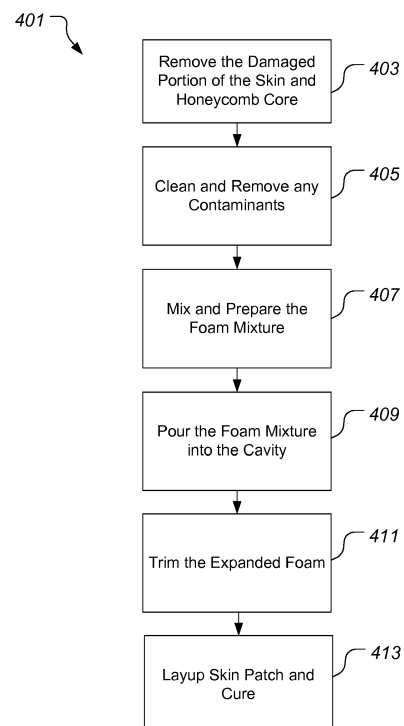 401
Remove the Damaged
Portion of the Skin and
Honeycomb Core
403
Clean and Remove any
Contaminants
405
Mix and Prepare the
Foam Mixture
407
Pour the Foam Mixture
into the Cavity
409
Trim the Expanded Foam
411
Layup Skin Patch and
Cure
413